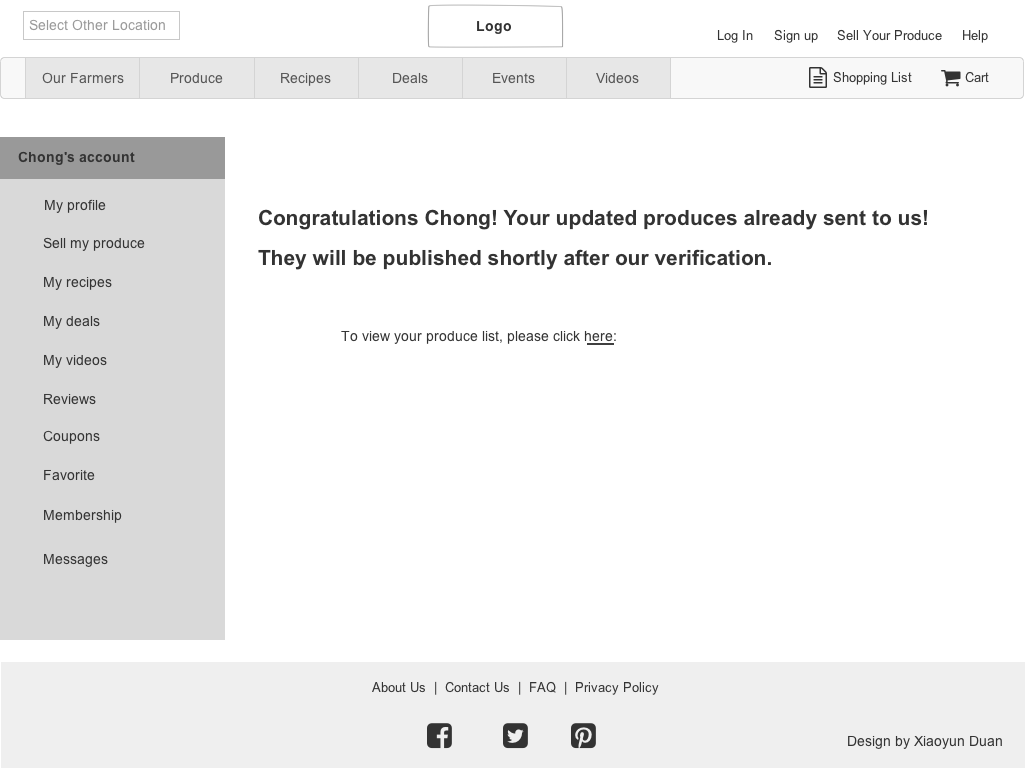 Select Other Location
Logo
Log In Sign up Sell Your Produce Help
Our Farmers Produce Recipes Deals Events Videos Shopping List Cart
Chong's account
My profile
Sell my produce
My recipes
My deals
My videos
Reviews
Coupons
Favorite
Membership
Messages
Congratulations Chong! Your updated produces already sent to us!
They will be published shortly after our verification.
To view your produce list, please click here:
About Us | Contact Us | FAQ | Privacy Policy
Design by Xiaoyun Duan